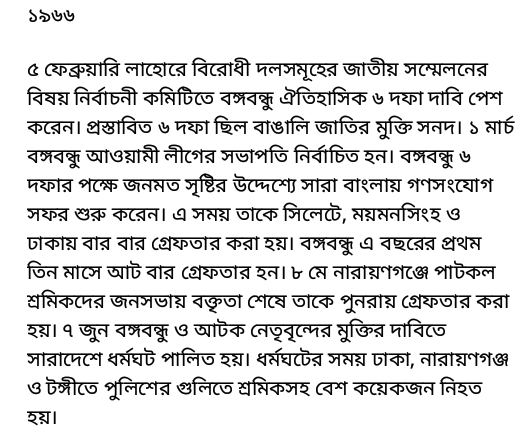 ১৯৬৬
৫ ফেব্রুয়ারি লাহোরে বিরোধী দলসমূহের জাতীয় সম্মেলনের
বিষয় নির্বাচনী কমিটিতে বঙ্গবন্ধু ঐতিহাসিক ৬ দফা দাবি পেশ
করেন। প্রস্তাবিত ৬ দফা ছিল বাঙালি জাতির মুক্তি সনদ। ১ মার্চ
বঙ্গবন্ধু আওয়ামী লীগের সভাপতি নির্বাচিত হন। বঙ্গবন্ধু ৬
দফার পক্ষে জনমত সৃষ্টির উদ্দেশ্যে সারা বাংলায় গণসংযোগ
সফর শুরু করেন। এ সময় তাকে সিলেটে, ময়মনসিংহ ও
ঢাকায় বার বার গ্রেফতার করা হয়। বঙ্গবন্ধু এ বছরের প্রথম
তিন মাসে আট বার গ্রেফতার হন। ৮ মে নারায়ণগঞ্জে পাটকল
শ্রমিকদের জনসভায় বক্তৃতা শেষে তাকে পুনরায় গ্রেফতার করা
হয়। ৭ জুন বঙ্গবন্ধু ও আটক নেতৃবৃন্দের মুক্তির দাবিতে
সারাদেশে ধর্মঘট পালিত হয়। ধর্মঘটের সময় ঢাকা, নারায়ণগঞ্জ
ও টঙ্গীতে পুলিশের গুলিতে শ্রমিকসহ বেশ কয়েকজন নিহত
হয়।